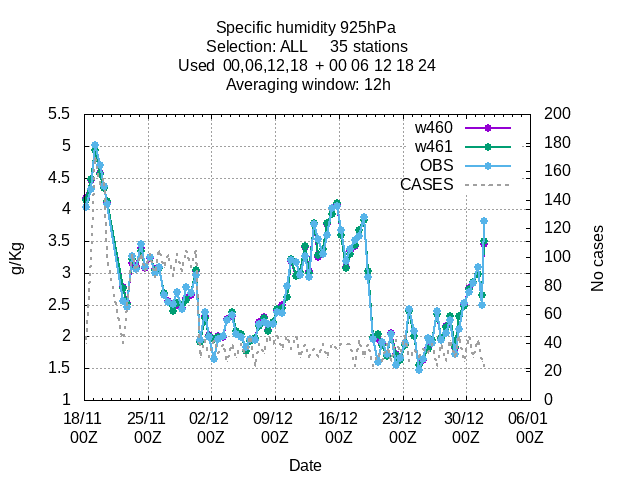 Specific humidity 925hPa
Selection: ALL 35 stations
Used 00,06,12,18 + 00 06 12 18 24
Averaging window: 12h
5.5 200
w460
w461
OBS
CASES
5 180
4.5 160
4 140
3.5 120
3 100
2.5 80
60
2 40
1.5 20
1 0
g/Kg
No cases
18/11 25/11 02/12 09/12 16/12 23/12 30/12 06/01
00Z 00Z 00Z 00Z 00Z 00Z 00Z 00Z
Date